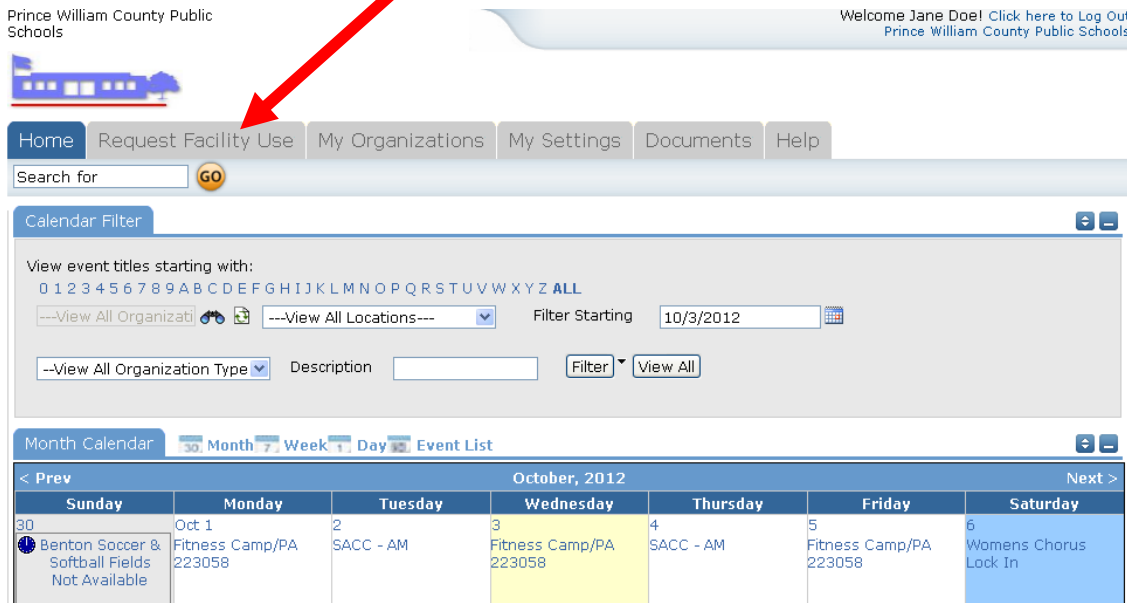 Prince William County Public
Schools
Welcome Jane Doe! Click here to Log Out
Prince William County Public Schools
Home Request Facility Use My Organizations My Settings Documents Help
Search for GO
Calendar Filter
View event titles starting with:
0 1 2 3 4 5 6 7 8 9 A B C D E F G H I J K L M N O P Q R S T U V W X Y Z ALL
---View All Organizati ---View All Locations--- Filter Starting 10/3/2012
--View All Organization Type Description Filter View All
Month Calendar 30 Month 7 Week 1 Day Event List
< Prev October, 2012 Next >
Sunday Monday Tuesday Wednesday Thursday Friday Saturday
30 Oct 1 2 3 4 5 6
Benton Soccer & Fitness Camp/PA SACC - AM Fitness Camp/PA SACC - AM Fitness Camp/PA Womens Chorus
Softball Fields 223058 223058 223058 Lock In
Not Available